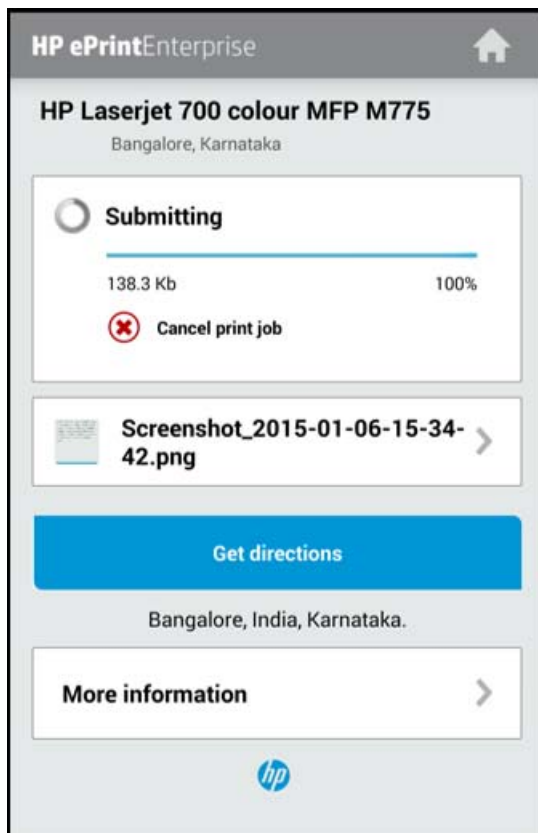 HP ePrintEnterprise
HP Laserjet 700 colour MFP M775
Bangalore, Karnataka
Submitting
138.3 Kb 100%
Cancel print job
Screenshot_2015-01-06-15-34-
42.png
Get directions
Bangalore, India, Karnataka.
More information
hp